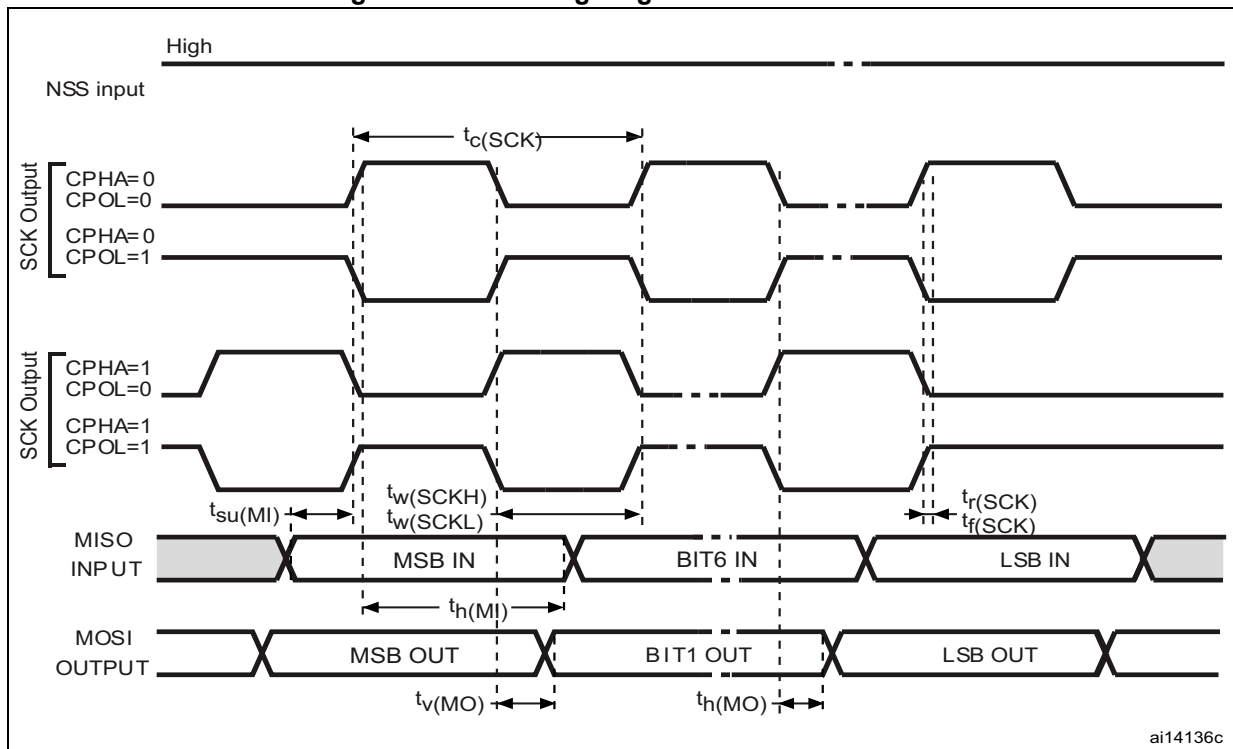 High
NSS input
tc(SCK)
SCK Output
CPHA=0
CPOL=0
CPHA=0
CPOL=1
SCK Output
CPHA=1
CPOL=0
CPHA=1
CPOL=1
tsu(MI)
tw(SCKH)
tw(SCKL)
tr(SCK)
tf(SCK)
MISO
INPUT
MSB IN
BIT6 IN
LSB IN
th(MI)
MOSI
OUTPUT
MSB OUT
BIT1 OUT
LSB OUT
tv(MO)
th(MO)
ai14136c